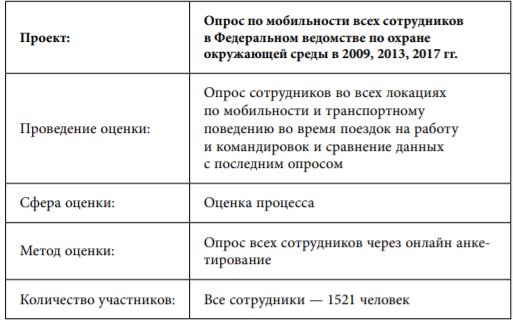 Проект:
Опрос по мобильности всех сотрудников
в Федеральном ведомстве по охране
окружающей среды в 2009, 2013, 2017 гг.
Проведение оценки:
Опрос сотрудников во всех локациях
по мобильности и транспортному
поведению во время поездок на работу
и командировок и сравнение данных
с последним опросом
Сфера оценки:
Оценка процесса
Метод оценки:
Опрос всех сотрудников через онлайн анке-
тирование
Количество участников:
Все сотрудники — 1521 человек